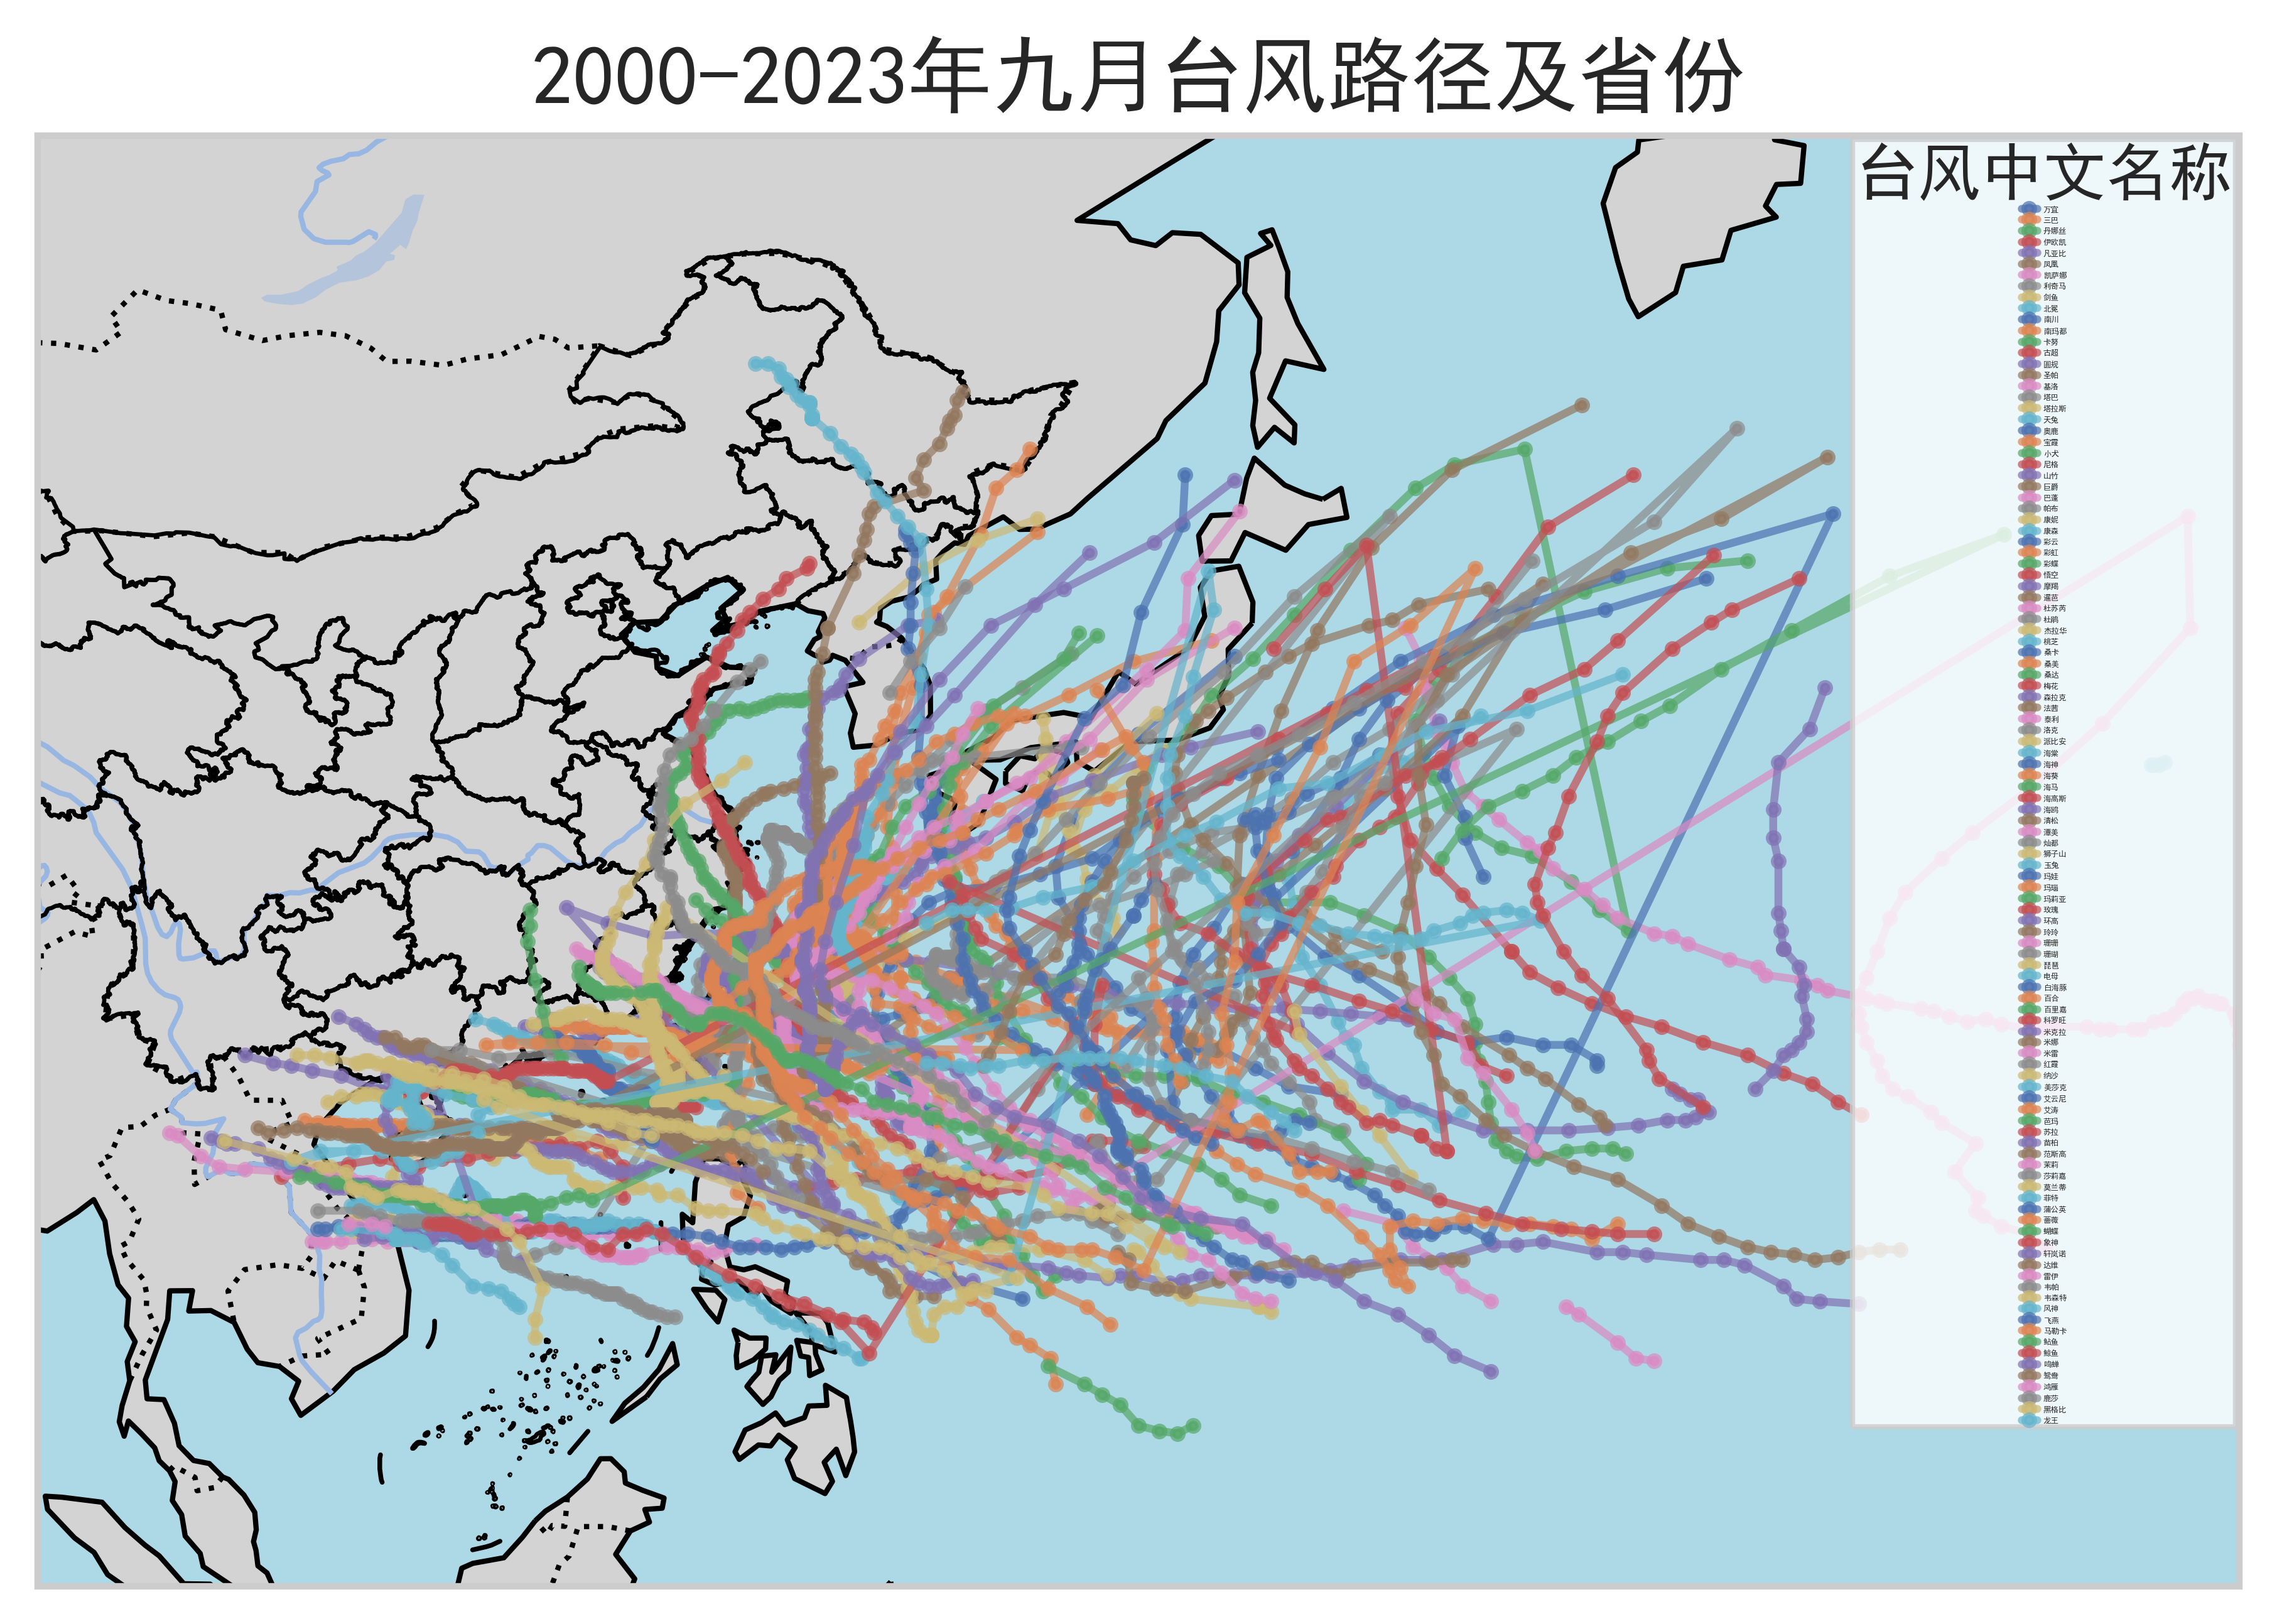 2000-2023年九月台风路径及省份
台风中文名称
万宜
三巴
丹娜丝
伊欧凯
凡亚比
凤凰
凯萨娜
利奇马
剑鱼
北冕
南川
南玛都
卡努
古超
圆规
圣帕
基洛
塔巴
塔拉斯
天兔
奥鹿
宝霞
小犬
尼格
山竹
巨爵
巴蓬
帕布
康妮
康森
彩云
彩虹
彩蝶
悟空
摩羯
暹芭
杜苏芮
杜鹃
杰拉华
桃芝
桑卡
桑美
桑达
梅花
森拉克
法茜
泰利
洛克
派比安
海棠
海神
海葵
海马
海高斯
海鸥
清松
潭美
灿都
狮子山
玉兔
玛娃
玛瑙
玛莉亚
玫瑰
环高
玲玲
珊珊
珊瑚
琵琶
电母
白海豚
百合
百里嘉
科罗旺
米克拉
米娜
米雷
红霞
纳沙
美莎克
艾云尼
艾涛
芭玛
苏拉
苗柏
范斯高
茉莉
莎莉嘉
莫兰蒂
菲特
蒲公英
蔷薇
蝴蝶
象神
轩岚诺
达维
雷伊
韦帕
韦森特
风神
飞燕
马勒卡
鲇鱼
鲸鱼
鸣蝉
鸳鸯
鸿雁
鹿莎
黑格比
龙王